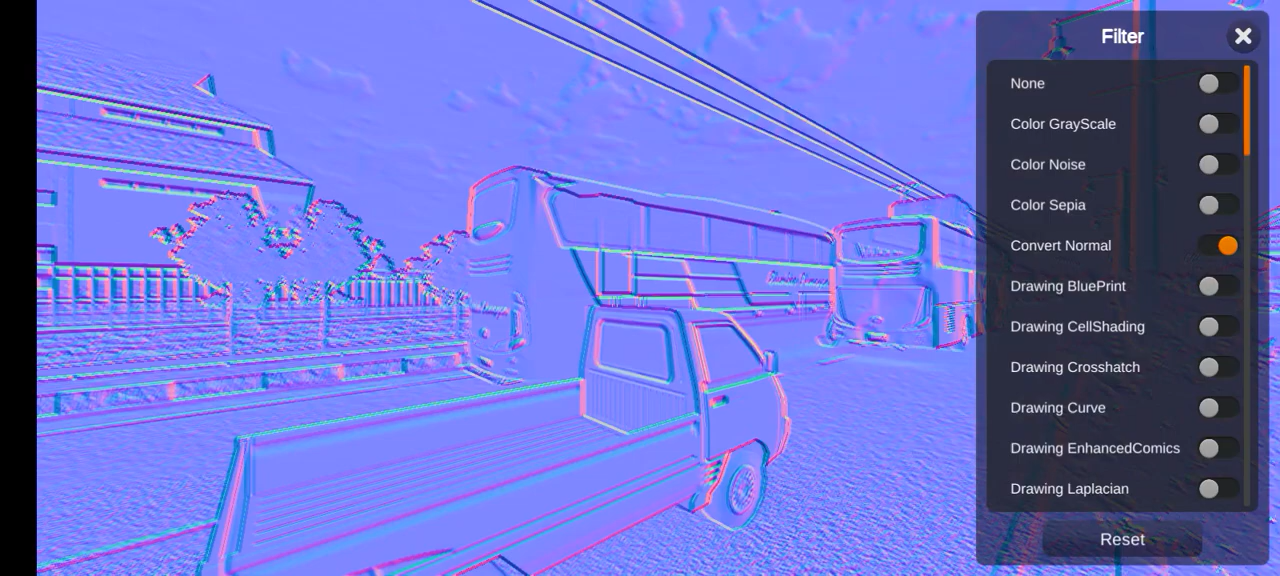 Filter
None
Color GrayScale
Color Noise
Color Sepia
Convert Normal
Drawing BluePrint
Drawing CellShading
Drawing Crosshatch
Drawing Curve
Drawing EnhancedComics
Drawing Laplacian
Reset